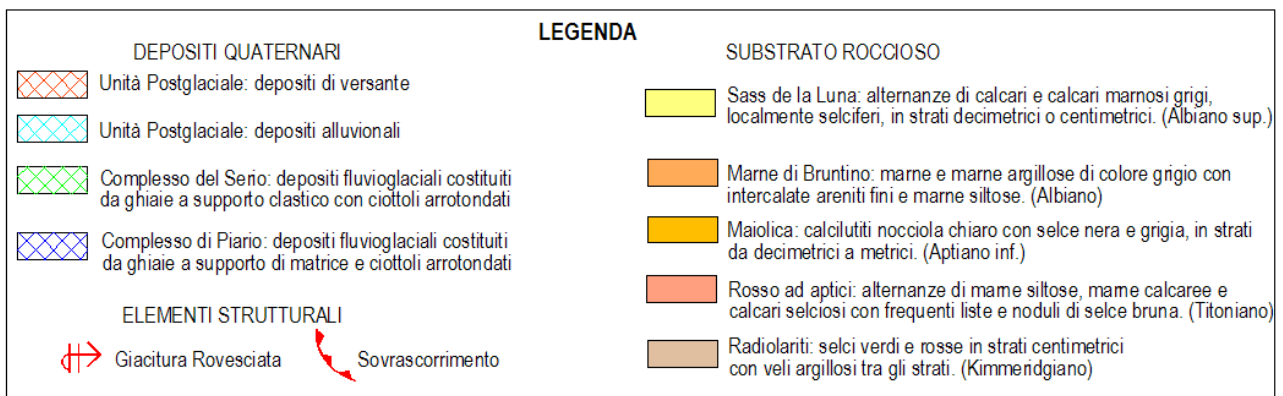 LEGENDA
DEPOSITI QUATERNARI
Unità Postglaciale: depositi di versante
Unità Postglaciale: depositi alluvionali
Complesso del Serio: depositi fluvioglaciali costituiti
da ghiaie a supporto clastico con ciottoli arrotondati
Complesso di Piario: depositi fluvioglaciali costituiti
da ghiaie a supporto di matrice e ciottoli arrotondati
ELEMENTI STRUTTURALI
Giacitura Rovesciata
Sovrascorrimento
SUBSTRATO ROCCIOSO
Sass de la Luna: alternanze di calcari e calcari marnosi grigi,
localmente selciferi, in strati decimetrici o centimetrici. (Albiano sup.)
Marne di Bruntino: marne e marne argillose di colore grigio con
intercalate areniti fini e marne siltose. (Albiano)
Maiolica: calcilutiti nocciola chiaro con selce nera e grigia, in strati
da decimetrici a metrici. (Aptiano inf.)
Rosso ad aptici: alternanze di marne siltose, marne calcaree e
calcari selciosi con frequenti liste e noduli di selce bruna. (Titoniano)
Radiolariti: selci verdi e rosse in strati centimetrici
con veli argillosi tra gli strati. (Kimmeridgiano)